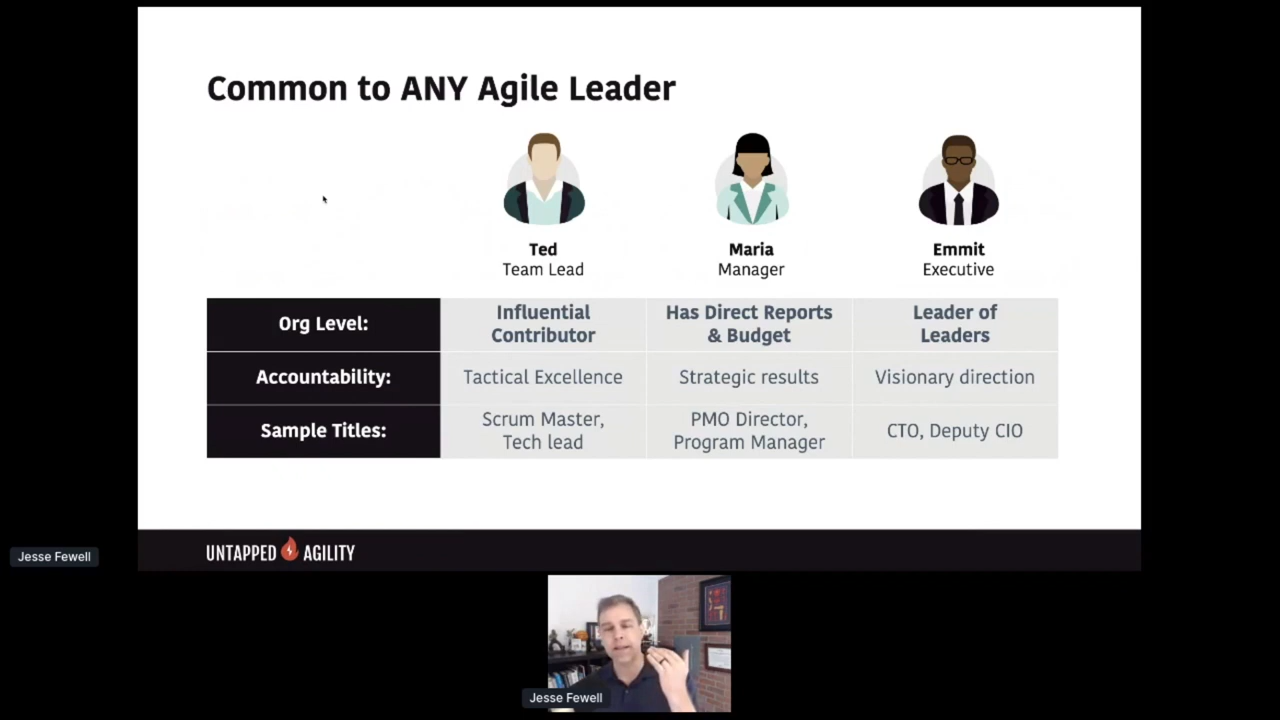 Common to ANY Agile Leader
Ted
Team Lead
Maria
Manager
Emmit
Executive
Org Level:
Influential
Contributor
Has Direct Reports
& Budget
Leader of
Leaders
Accountability:
Tactical Excellence
Strategic results
Visionary direction
Sample Titles:
Scrum Master,
Tech lead
PMO Director,
Program Manager
CTO, Deputy CIO
UNTAPPED AGILITY
Jesse Fewell
Jesse Fewell